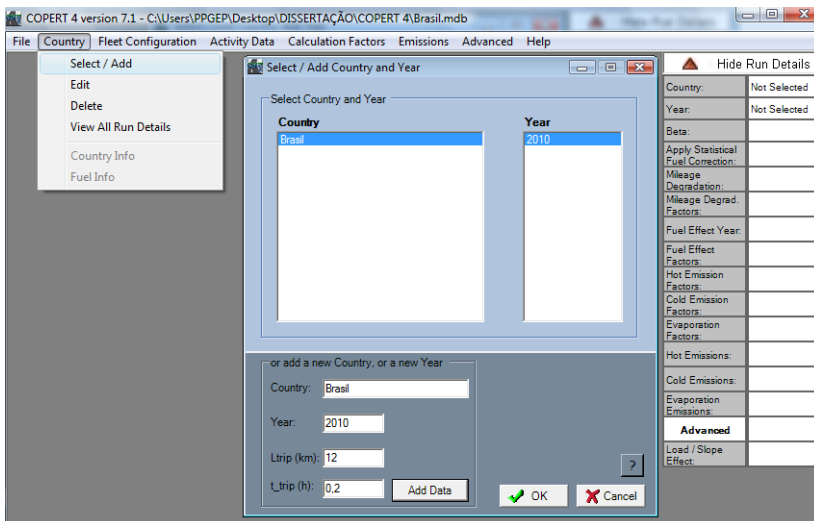 COPERT 4 version 7.1 - C:\Users\PPGEP\Desktop\DISSERTAÇÃO\COPERT 4\Brasil.mdb
File Country Fleet Configuration Activity Data Calculation Factors Emissions Advanced Help
Select / Add
Edit
Delete
View All Run Details
Country Info
Fuel Info
Select / Add Country and Year
Select Country and Year
Country Year
Brasil 2010
or add a new Country, or a new Year
Country: Brasil
Year: 2010
Ltrip (km): 12
t_trip (h): 0,2 Add Data
? OK Cancel
Hide Run Details
Country: Not Selected
Year: Not Selected
Beta:
Apply Statistical
Fuel Correction:
Mileage
Degradation:
Mileage Degrad.
Factors:
Fuel Effect Year:
Fuel Effect
Factors:
Hot Emission
Factors:
Cold Emission
Factors:
Evaporation
Factors:
Hot Emissions:
Cold Emissions:
Evaporation
Emissions:
Advanced
Load / Slope
Effect: